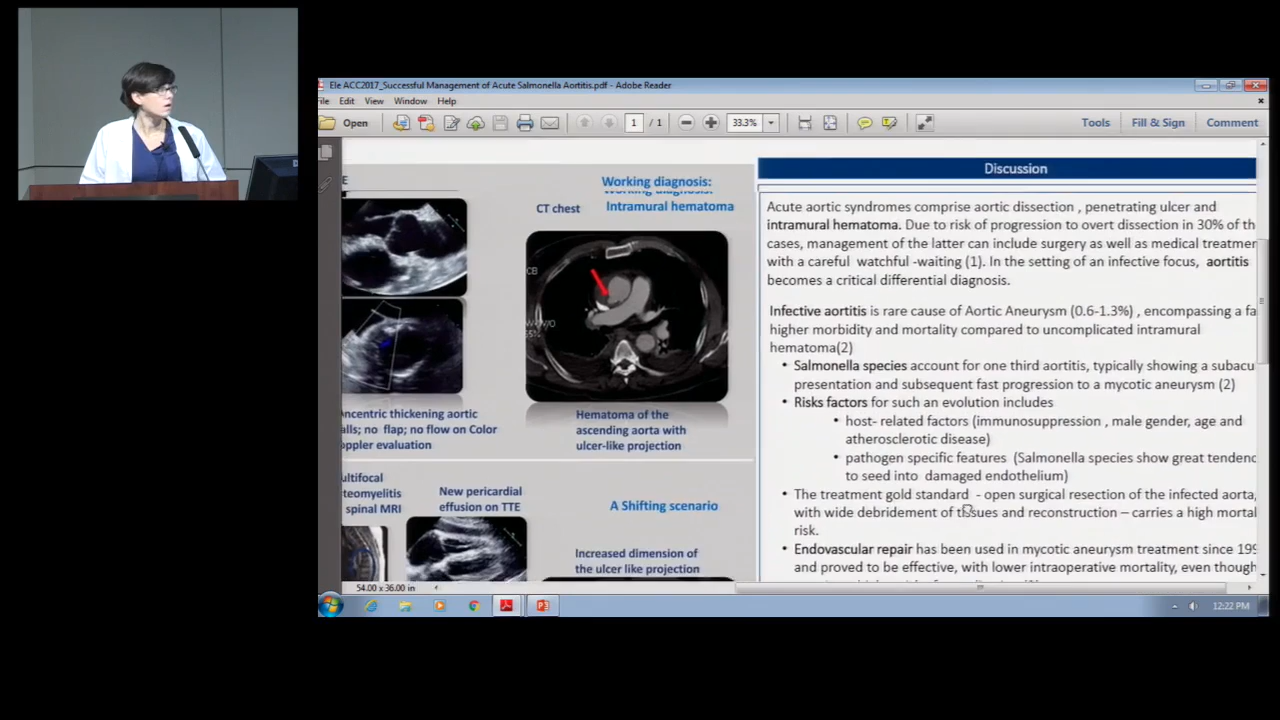 Ele ACC2017_Successful Management of Acute Salmonella Aortitis.pdf - Adobe Reader
File Edit View Window Help
Open 1 / 1 33.3% Tools Fill & Sign Comment
E
CT chest
Working diagnosis:
Intramural hematoma
CB
Oncentric thickening aortic
alls; no flap; no flow on Color
oppler evaluation
Hematoma of the
ascending aorta with
ulcer-like projection
ultifocal
teomyelitis
spinal MRI
New pericardial
effusion on TTE
A Shifting scenario
Increased dimension of
the ulcer like projection
Discussion
Acute aortic syndromes comprise aortic dissection , penetrating ulcer and
intramural hematoma. Due to risk of progression to overt dissection in 30% of th
cases, management of the latter can include surgery as well as medical treatmen
with a careful watchful -waiting (1). In the setting of an infective focus, aortitis
becomes a critical differential diagnosis.
Infective aortitis is rare cause of Aortic Aneurysm (0.6-1.3%) , encompassing a fa
higher morbidity and mortality compared to uncomplicated intramural
hematoma(2)
• Salmonella species account for one third aortitis, typically showing a subacu
presentation and subsequent fast progression to a mycotic aneurysm (2)
• Risks factors for such an evolution includes
• host- related factors (immunosuppression , male gender, age and
atherosclerotic disease)
• pathogen specific features (Salmonella species show great tendenc
to seed into damaged endothelium)
• The treatment gold standard - open surgical resection of the infected aorta,
with wide debridement of tissues and reconstruction – carries a high mortal
risk.
• Endovascular repair has been used in mycotic aneurysm treatment since 199
and proved to be effective, with lower intraoperative mortality, even though
54.00 x 36.00 in
12:22 PM